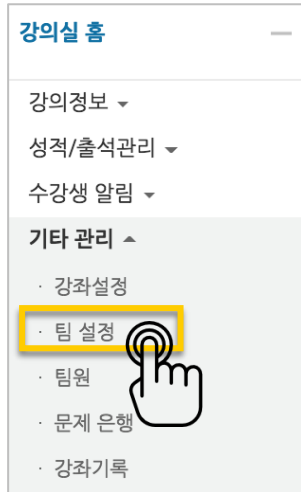 강의실 홈
강의정보
성적/출석관리
수강생 알림
기타 관리
· 강좌설정
· 팀 설정
· 팀원
· 문제 은행
· 강좌기록